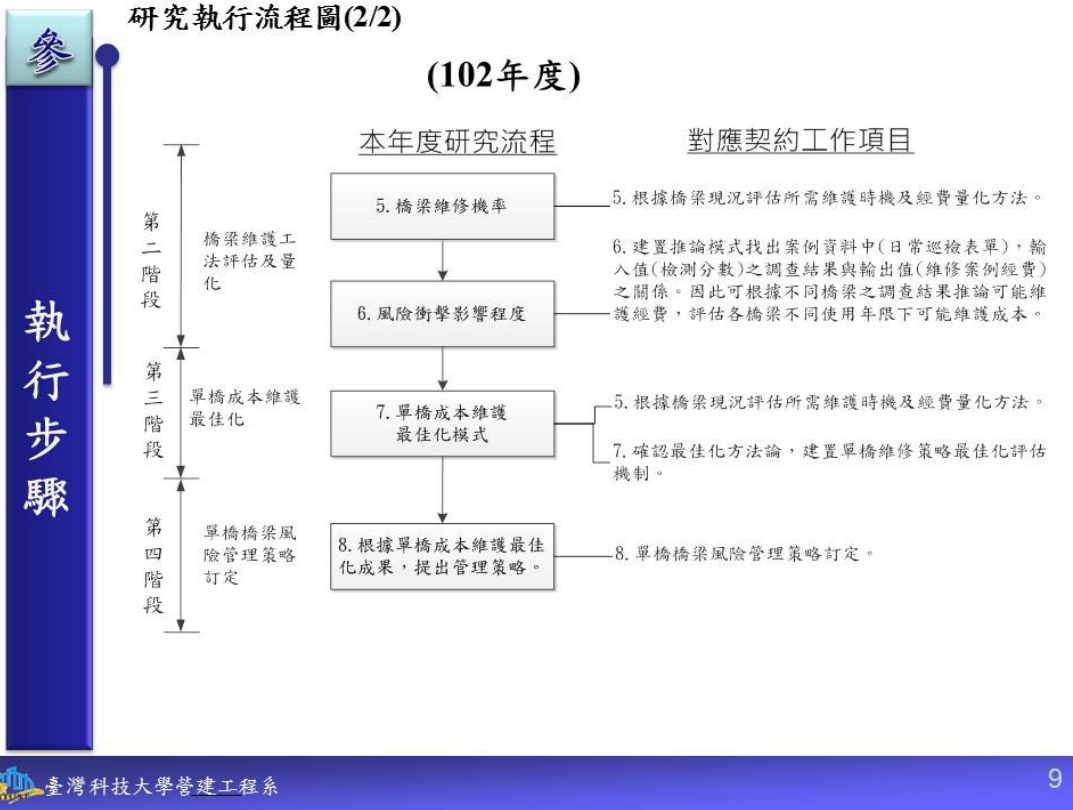 參
執行步驟
研究執行流程圖(2/2)
(102年度)
本年度研究流程
對應契約工作項目
第二階段
橋梁維護工
法評估及量
化
5.橋梁維修機率
5.根據橋梁現況評估所需維護時機及經費量化方法。
6.風險衝擊影響程度
6.建置推論模式找出案例資料中(日常巡檢表單)，輸
入值(檢測分數)之調查結果與輸出值(維修案例經費)
之關係。因此可根據不同橋梁之調查結果推論可能維
護經費，評估各橋梁不同使用年限下可能維護成本。
第三階段
單橋成本維護
最佳化
7.單橋成本維護
最佳化模式
5.根據橋梁現況評估所需維護時機及經費量化方法。
7.確認最佳化方法論，建置單橋維修策略最佳化評估
機制。
第四階段
單橋橋梁風
險管理策略
訂定
8.根據單橋成本維護最佳
化成果，提出管理策略。
8.單橋橋梁風險管理策略訂定。
臺灣科技大學營建工程系
9